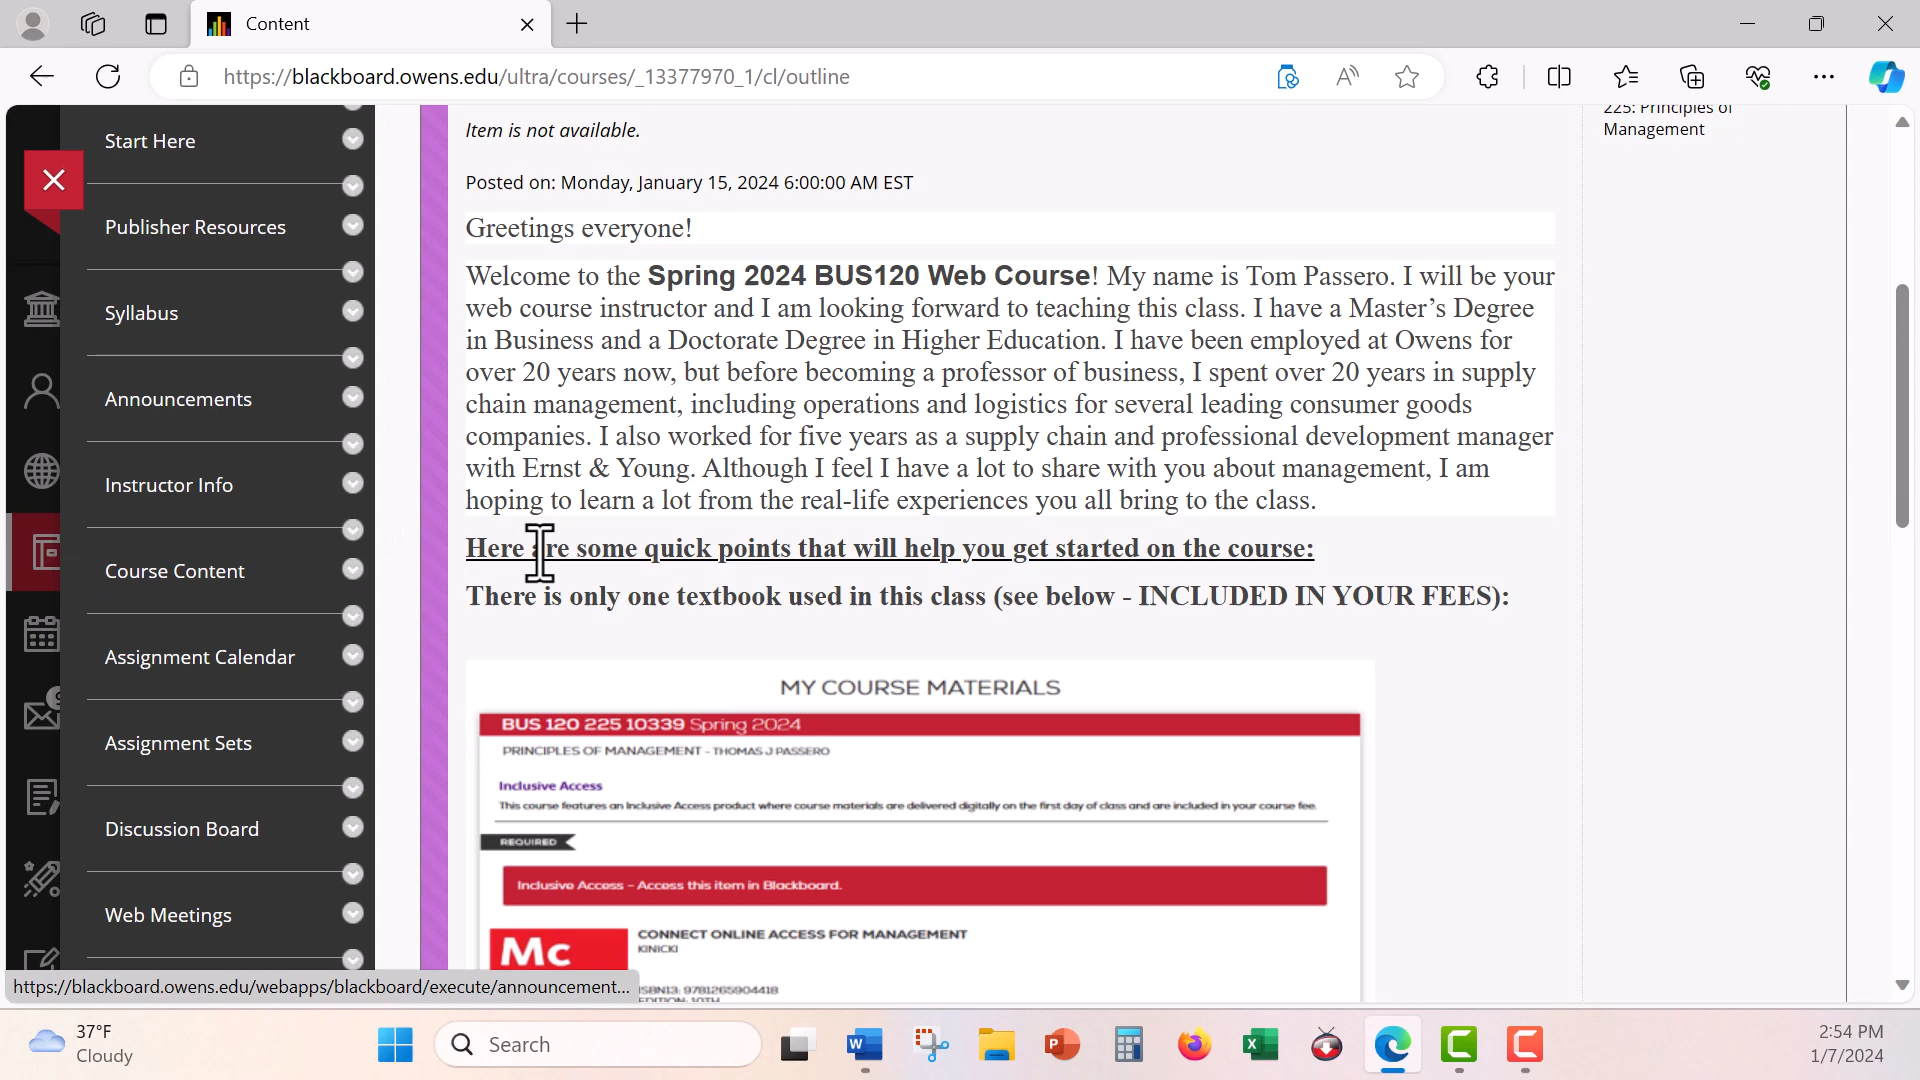 Content
https://blackboard.owens.edu/ultra/courses/_13377970_1/cl/outline
Start Here
Publisher Resources
Syllabus
Announcements
Instructor Info
Course Content
Assignment Calendar
Assignment Sets
Discussion Board
Web Meetings
Item is not available.
Posted on: Monday, January 15, 2024 6:00:00 AM EST
Greetings everyone!
Welcome to the Spring 2024 BUS120 Web Course! My name is Tom Passero. I will be your
web course instructor and I am looking forward to teaching this class. I have a Master’s Degree
in Business and a Doctorate Degree in Higher Education. I have been employed at Owens for
over 20 years now, but before becoming a professor of business, I spent over 20 years in supply
chain management, including operations and logistics for several leading consumer goods
companies. I also worked for five years as a supply chain and professional development manager
with Ernst & Young. Although I feel I have a lot to share with you about management, I am
hoping to learn a lot from the real-life experiences you all bring to the class.
Here are some quick points that will help you get started on the course:
There is only one textbook used in this class (see below - INCLUDED IN YOUR FEES):
MY COURSE MATERIALS
BUS 120 225 10339 Spring 2024
PRINCIPLES OF MANAGEMENT - THOMAS J PASSERO
Inclusive Access
This course features an Inclusive Access product where course materials are delivered digitally on the first day of class and are included in your course fee.
REQUIRED
Inclusive Access - Access this item in Blackboard.
Mc
CONNECT ONLINE ACCESS FOR MANAGEMENT
KINICKI
ISBN13: 9781265904418
EDITION: 10TH
225: Principles of
Management
https://blackboard.owens.edu/webapps/blackboard/execute/announcement...
37°F
Cloudy
Search
2:54 PM
1/7/2024